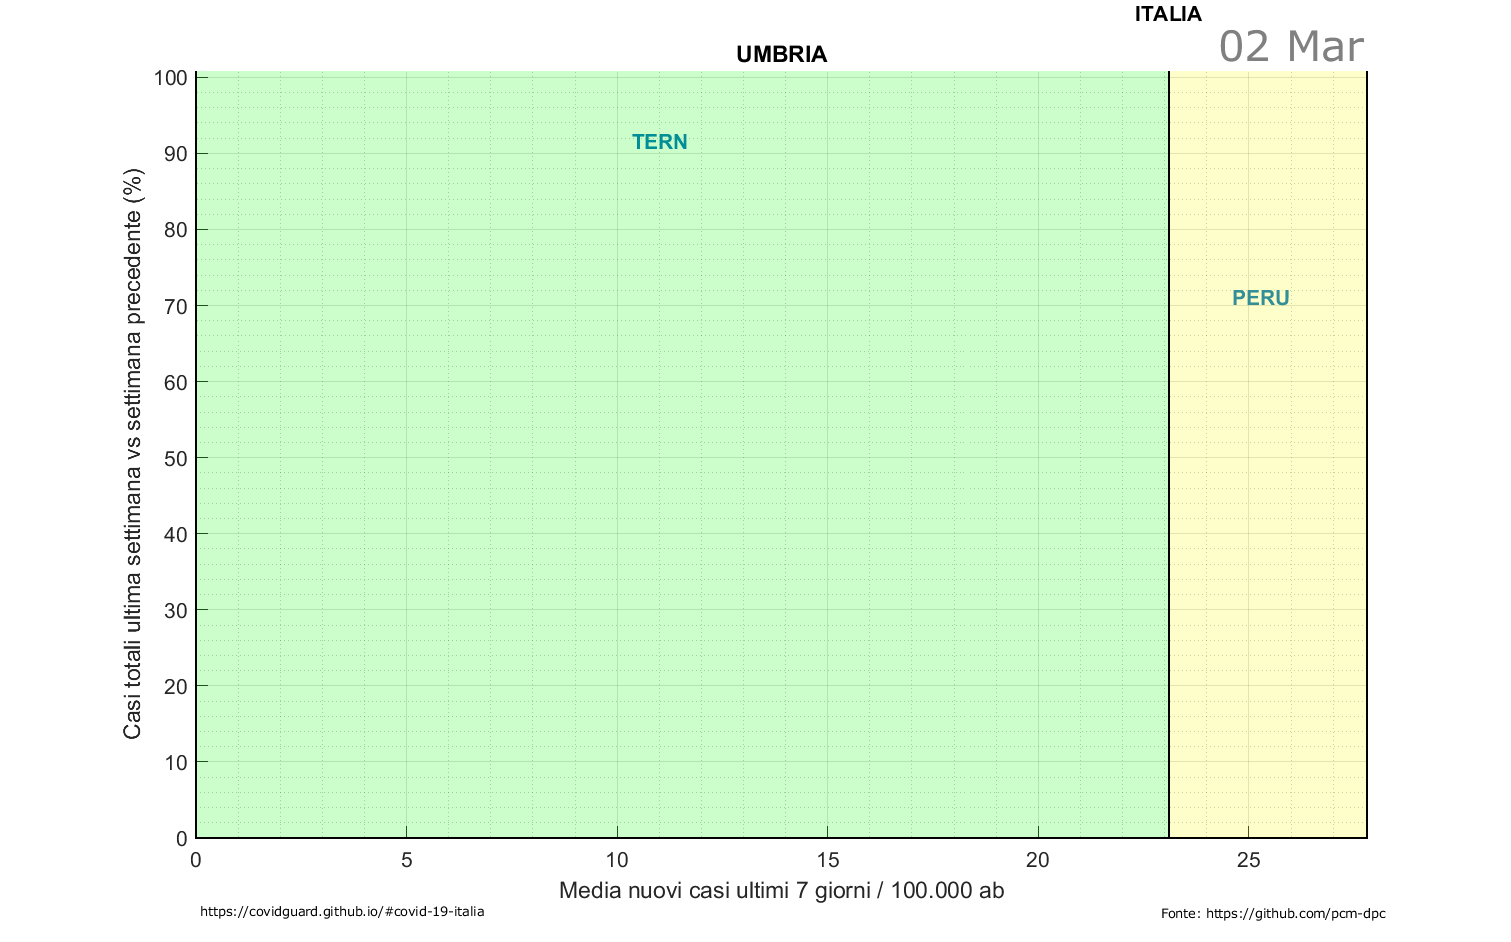 ITALIA
02 Mar
UMBRIA
100
90
80
70
60
50
40
30
20
10
0
TERN
PERU
Casi totali ultima settimana vs settimana precedente (%)
0 5 10 15 20 25
Media nuovi casi ultimi 7 giorni / 100.000 ab
https://covidguard.github.io/#covid-19-italia
Fonte: https://github.com/pcm-dpc